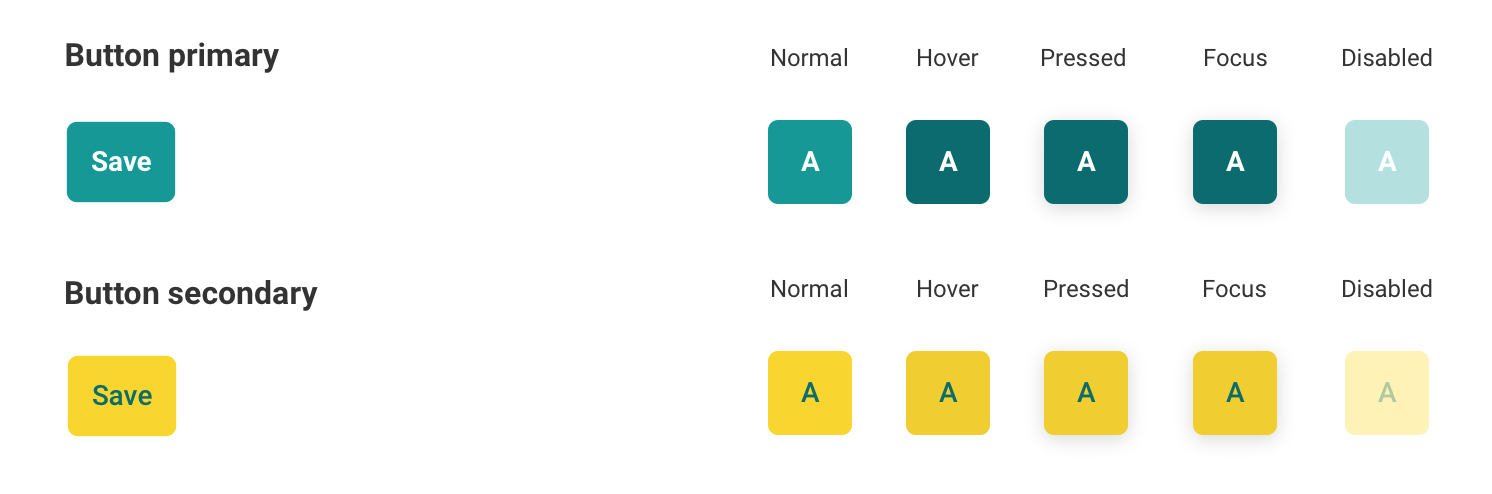 Button primary
Normal Hover Pressed Focus Disabled
Save
A A A A A
Button secondary
Normal Hover Pressed Focus Disabled
Save
A A A A A